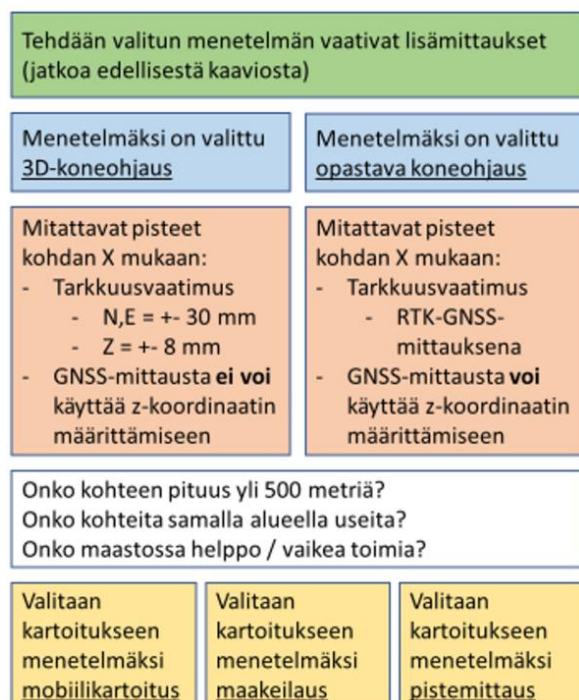 Tehdään valitun menetelmän vaativat lisämittaukset
(jatkoa edellisestä kaaviosta)
Menetelmäksi on valittu
3D-koneohjaus
Menetelmäksi on valittu
opastava koneohjaus
Mitattavat pisteet
kohdan X mukaan:
- Tarkkuusvaatimus
- N,E = +- 30 mm
- Z = +- 8 mm
- GNSS-mittausta ei voi
käyttää z-koordinaatin
määrittämiseen
Mitattavat pisteet
kohdan X mukaan:
- Tarkkuusvaatimus
- RTK-GNSS-
mittauksena
- GNSS-mittausta voi
käyttää z-koordinaatin
määrittämiseen
Onko kohteen pituus yli 500 metriä?
Onko kohteita samalla alueella useita?
Onko maastossa helppo / vaikea toimia?
Valitaan
kartoitukseen
menetelmäksi
mobiilikartoitus
Valitaan
kartoitukseen
menetelmäksi
maakeilaus
Valitaan
kartoitukseen
menetelmäksi
pistemittaus